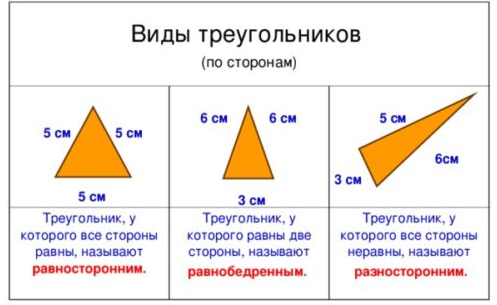 Виды треугольников
(по сторонам)
5 см 5 см
5 см
6 см 6 см
3 см
5 см
6см
3 см
Треугольник, у
которого все стороны
равны, называют
равносторонним.
Треугольник, у
которого равны две
стороны, называют
равнобедренным.
Треугольник, у
которого все стороны
неравны, называют
разносторонним.